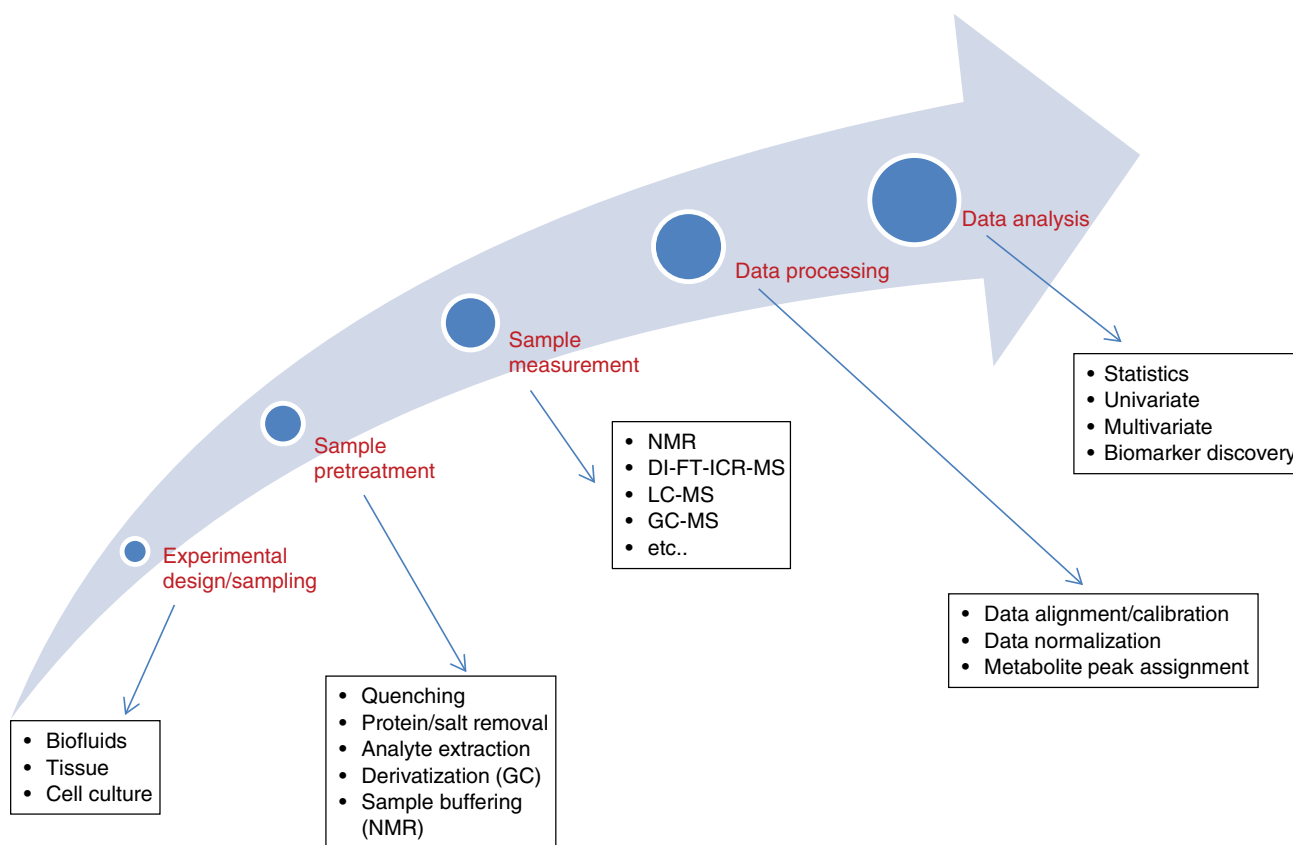 Data analysis
Data processing
Sample
measurement
Sample
pretreatment
Experimental
design/sampling
• Statistics
• Univariate
• Multivariate
• Biomarker discovery
• NMR
• DI-FT-ICR-MS
• LC-MS
• GC-MS
• etc..
• Data alignment/calibration
• Data normalization
• Metabolite peak assignment
• Quenching
• Protein/salt removal
• Analyte extraction
• Derivatization (GC)
• Sample buffering
(NMR)
• Biofluids
• Tissue
• Cell culture